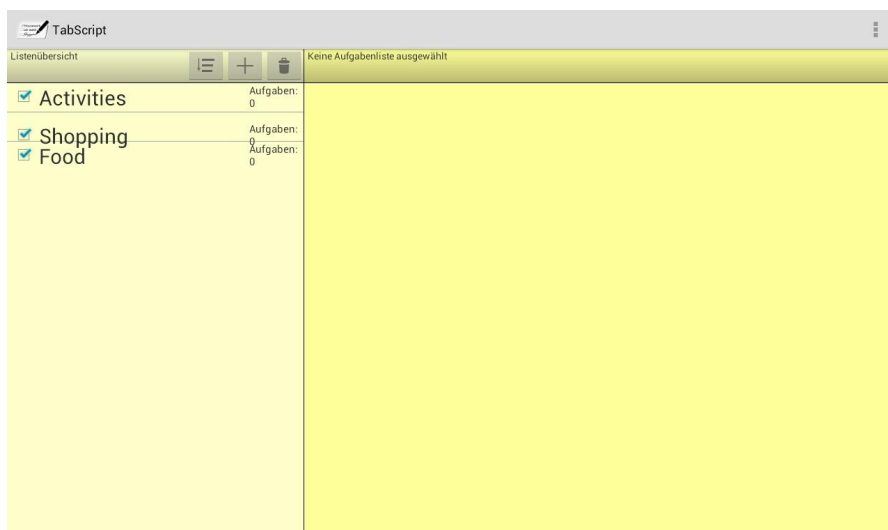 TabScript
Listenübersicht
Keine Aufgabenliste ausgewählt
Activities
Aufgaben:
0
Shopping
Aufgaben:
0
Food
Aufgaben:
0